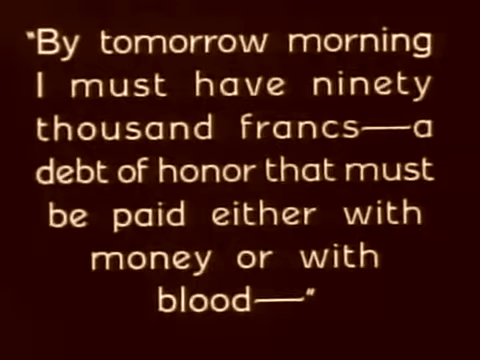 "By tomorrow morning
I must have ninety
thousand francs—a
debt of honor that must
be paid either with
money or with
blood—"